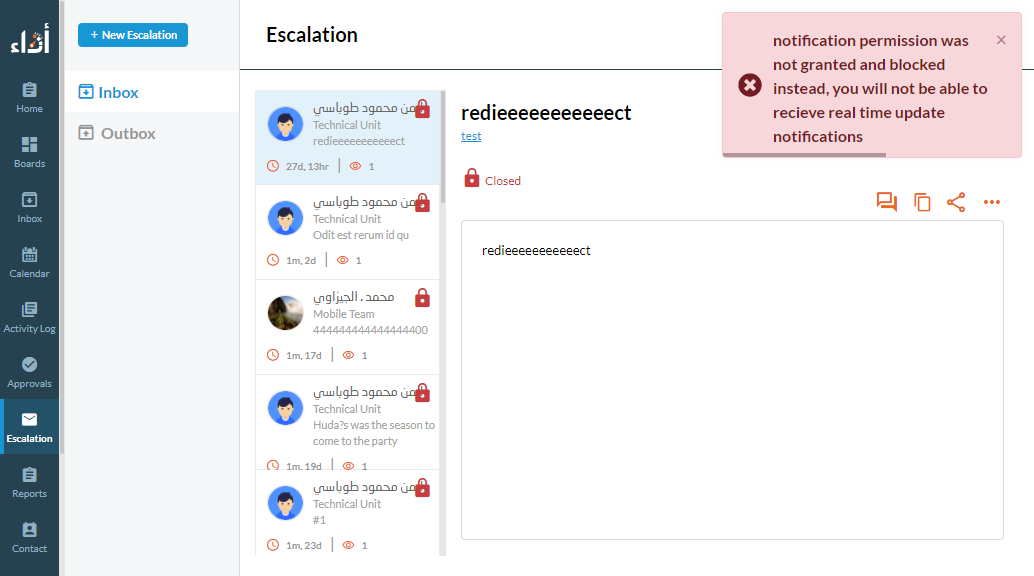 أداء
Home
Boards
Inbox
Calendar
Activity Log
Approvals
Escalation
Reports
Contact
+ New Escalation
Inbox
Outbox
Escalation
من محمود طوباسي
Technical Unit
redieeeeeeeeeeect
27d, 13hr
1
من محمود طوباسي
Technical Unit
Odit est rerum id qu
1m, 2d
1
محمد . الجيزاوي
Mobile Team
444444444444444400
1m, 17d
1
من محمود طوباسي
Technical Unit
Huda?s was the season to
come to the party
1m, 19d
1
من محمود طوباسي
Technical Unit
#1
1m, 23d
1
redieeeeeeeeeeect
test
Closed
redieeeeeeeeeeect
notification permission was
not granted and blocked
instead, you will not be able to
recieve real time update
notifications